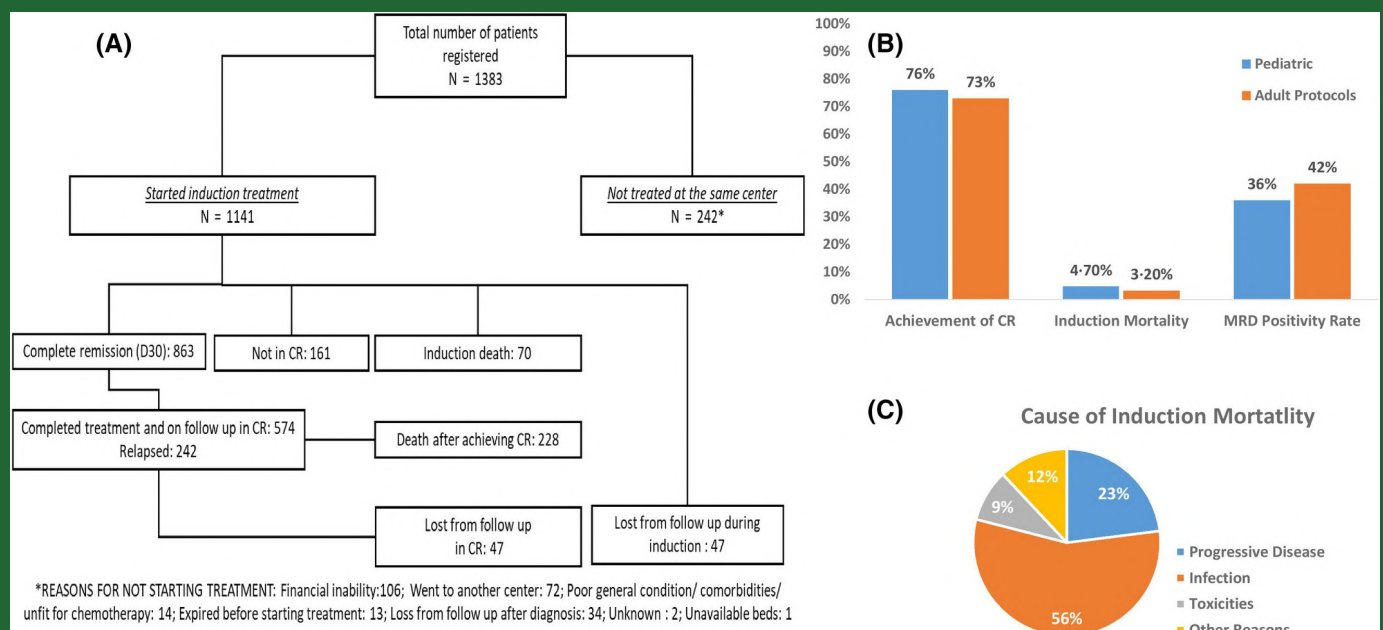 (A)
Total number of patients
registered
N = 1383
Started induction treatment
N = 1141
Not treated at the same center
N = 242*
Complete remission (D30): 863
Not in CR: 161
Induction death: 70
Completed treatment and on follow up in CR: 574
Relapsed: 242
Death after achieving CR: 228
Lost from follow up
in CR: 47
Lost from follow up during
induction : 47
*REASONS FOR NOT STARTING TREATMENT: Financial inability:106; Went to another center: 72; Poor general condition/ comorbidities/
unfit for chemotherapy: 14; Expired before starting treatment: 13; Loss from follow up after diagnosis: 34; Unknown : 2; Unavailable beds: 1
(B)
100%
90%
80%
70%
60%
50%
40%
30%
20%
10%
0%
76%
73%
4·70%
3·20%
36%
42%
Pediatric
Adult Protocols
Achievement of CR
Induction Mortality
MRD Positivity Rate
(C)
Cause of Induction Mortatlity
12%
23%
9%
56%
Progressive Disease
Infection
Toxicities
Other Reasons